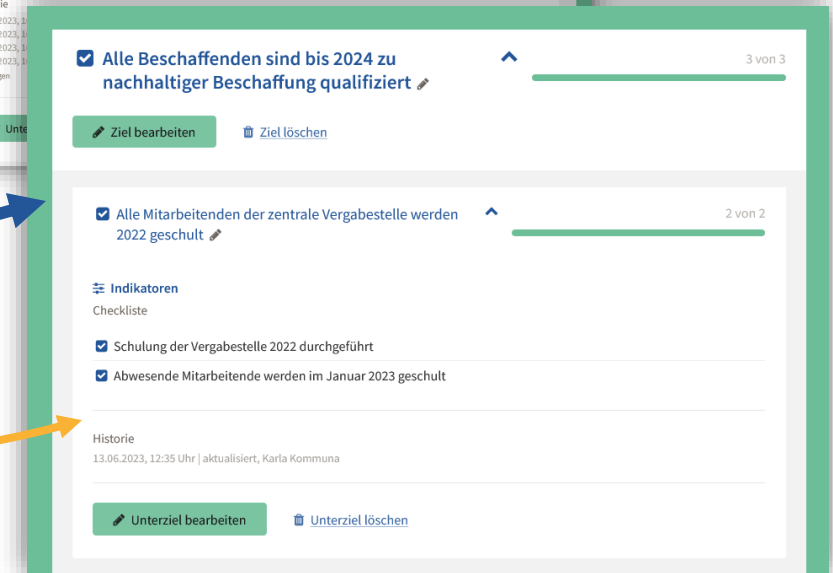 Alle Beschaffenden sind bis 2024 zu
nachhaltiger Beschaffung qualifiziert
3 von 3
Ziel bearbeiten
Ziel löschen
Alle Mitarbeitenden der zentrale Vergabestelle werden
2022 geschult
2 von 2
Indikatoren
Checkliste
Schulung der Vergabestelle 2022 durchgeführt
Abwesende Mitarbeitende werden im Januar 2023 geschult
Historie
13.06.2023, 12:35 Uhr | aktualisiert, Karla Kommuna
Unterziel bearbeiten
Unterziel löschen